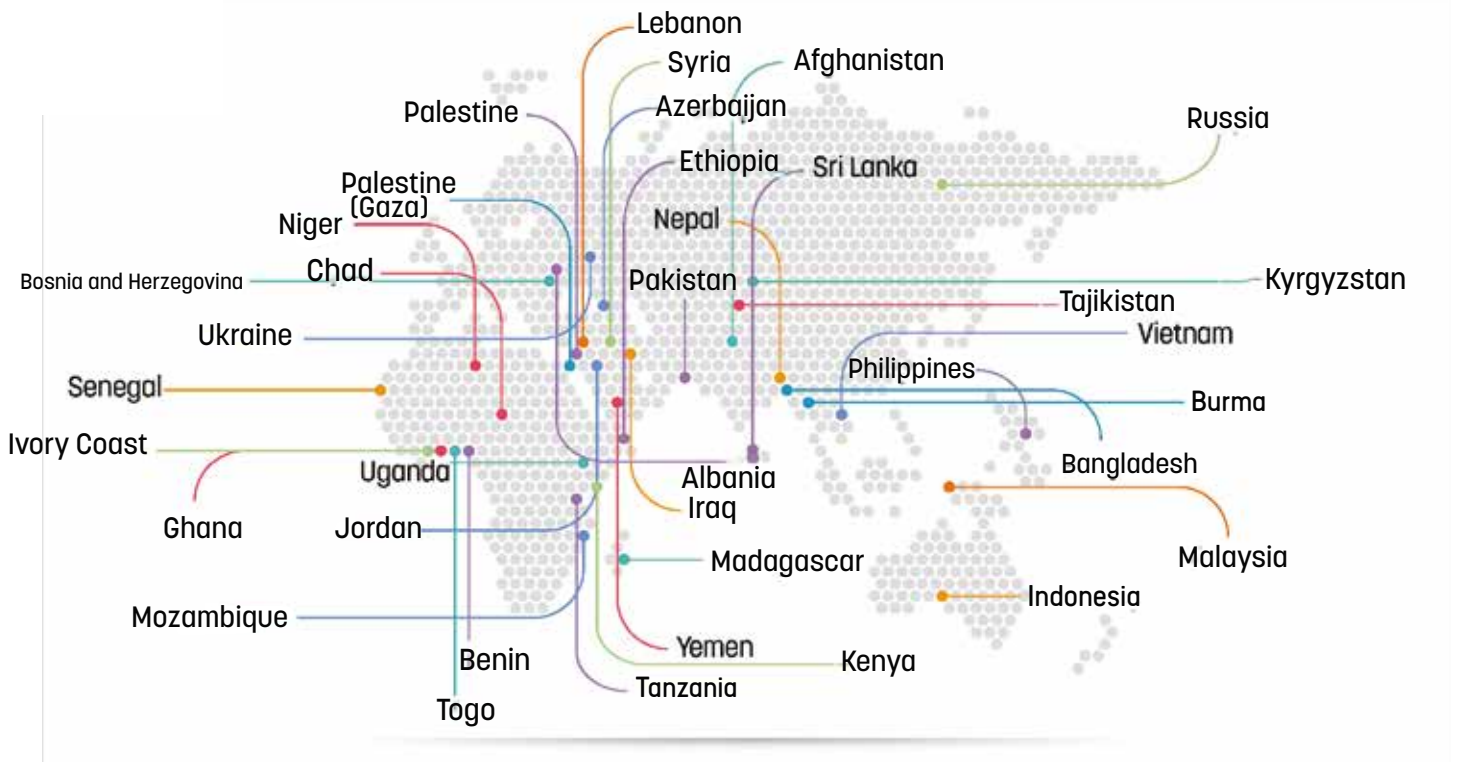 Lebanon
Syria
Afghanistan
Palestine
Azerbaijan
Russia
Ethiopia
Sri Lanka
Palestine
(Gaza)
Niger
Nepal
Chad
Bosnia and Herzegovina
Pakistan
Kyrgyzstan
Tajikistan
Ukraine
Vietnam
Philippines
Senegal
Burma
Ivory Coast
Uganda
Bangladesh
Albania
Iraq
Ghana
Jordan
Malaysia
Madagascar
Indonesia
Mozambique
Yemen
Benin
Kenya
Tanzania
Togo